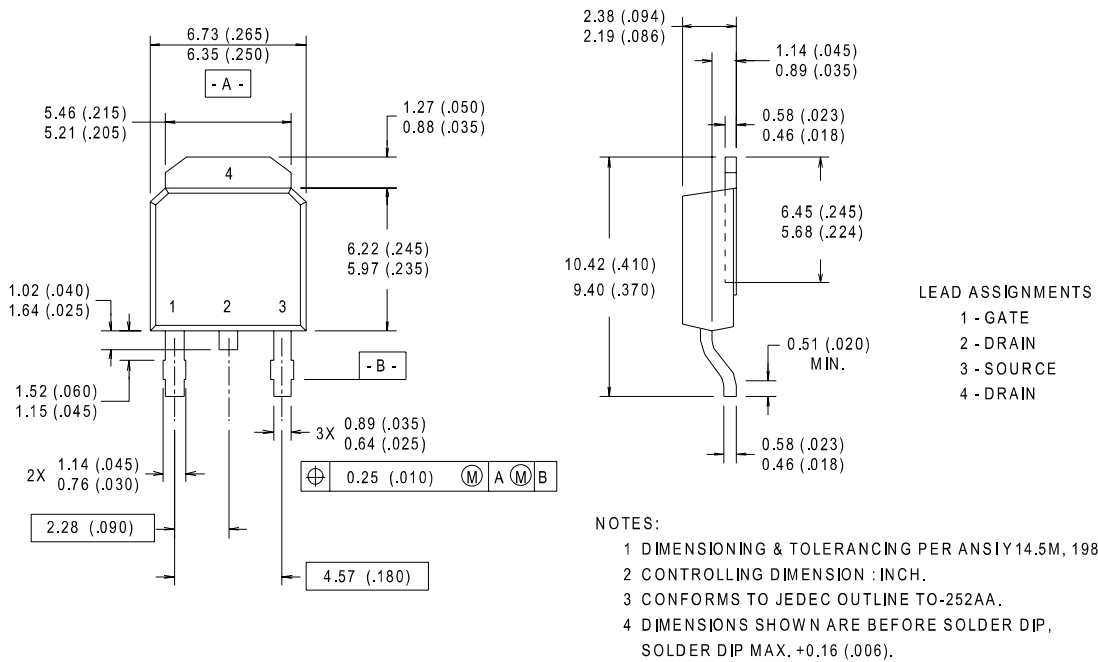 6.73 (.265)
6.35 (.250)
- A -
5.46 (.215)
5.21 (.205)
1.27 (.050)
0.88 (.035)
4
6.22 (.245)
5.97 (.235)
1.02 (.040)
1.64 (.025)
1 2 3
- B -
1.52 (.060)
1.15 (.045)
3X 0.89 (.035)
0.64 (.025)
2X 1.14 (.045)
0.76 (.030)
⌖ 0.25 (.010) Ⓜ A Ⓜ B
2.28 (.090)
4.57 (.180)
2.38 (.094)
2.19 (.086)
1.14 (.045)
0.89 (.035)
0.58 (.023)
0.46 (.018)
6.45 (.245)
5.68 (.224)
10.42 (.410)
9.40 (.370)
0.51 (.020)
MIN.
0.58 (.023)
0.46 (.018)
LEAD ASSIGNMENTS
1 - GATE
2 - DRAIN
3 - SOURCE
4 - DRAIN
NOTES:
1 DIMENSIONING & TOLERANCING PER ANSI Y14.5M, 198
2 CONTROLLING DIMENSION : INCH.
3 CONFORMS TO JEDEC OUTLINE TO-252AA.
4 DIMENSIONS SHOWN ARE BEFORE SOLDER DIP,
SOLDER DIP MAX. +0.16 (.006).